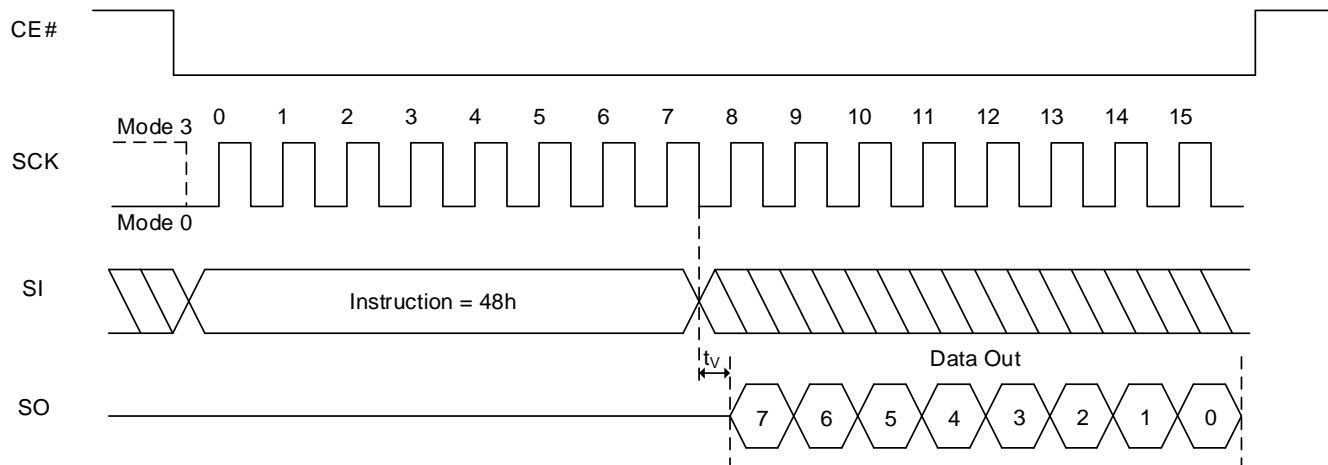 CE#
SCK
Mode 3
Mode 0
0 1 2 3 4 5 6 7 8 9 10 11 12 13 14 15
SI
Instruction = 48h
tV
Data Out
SO
7 6 5 4 3 2 1 0